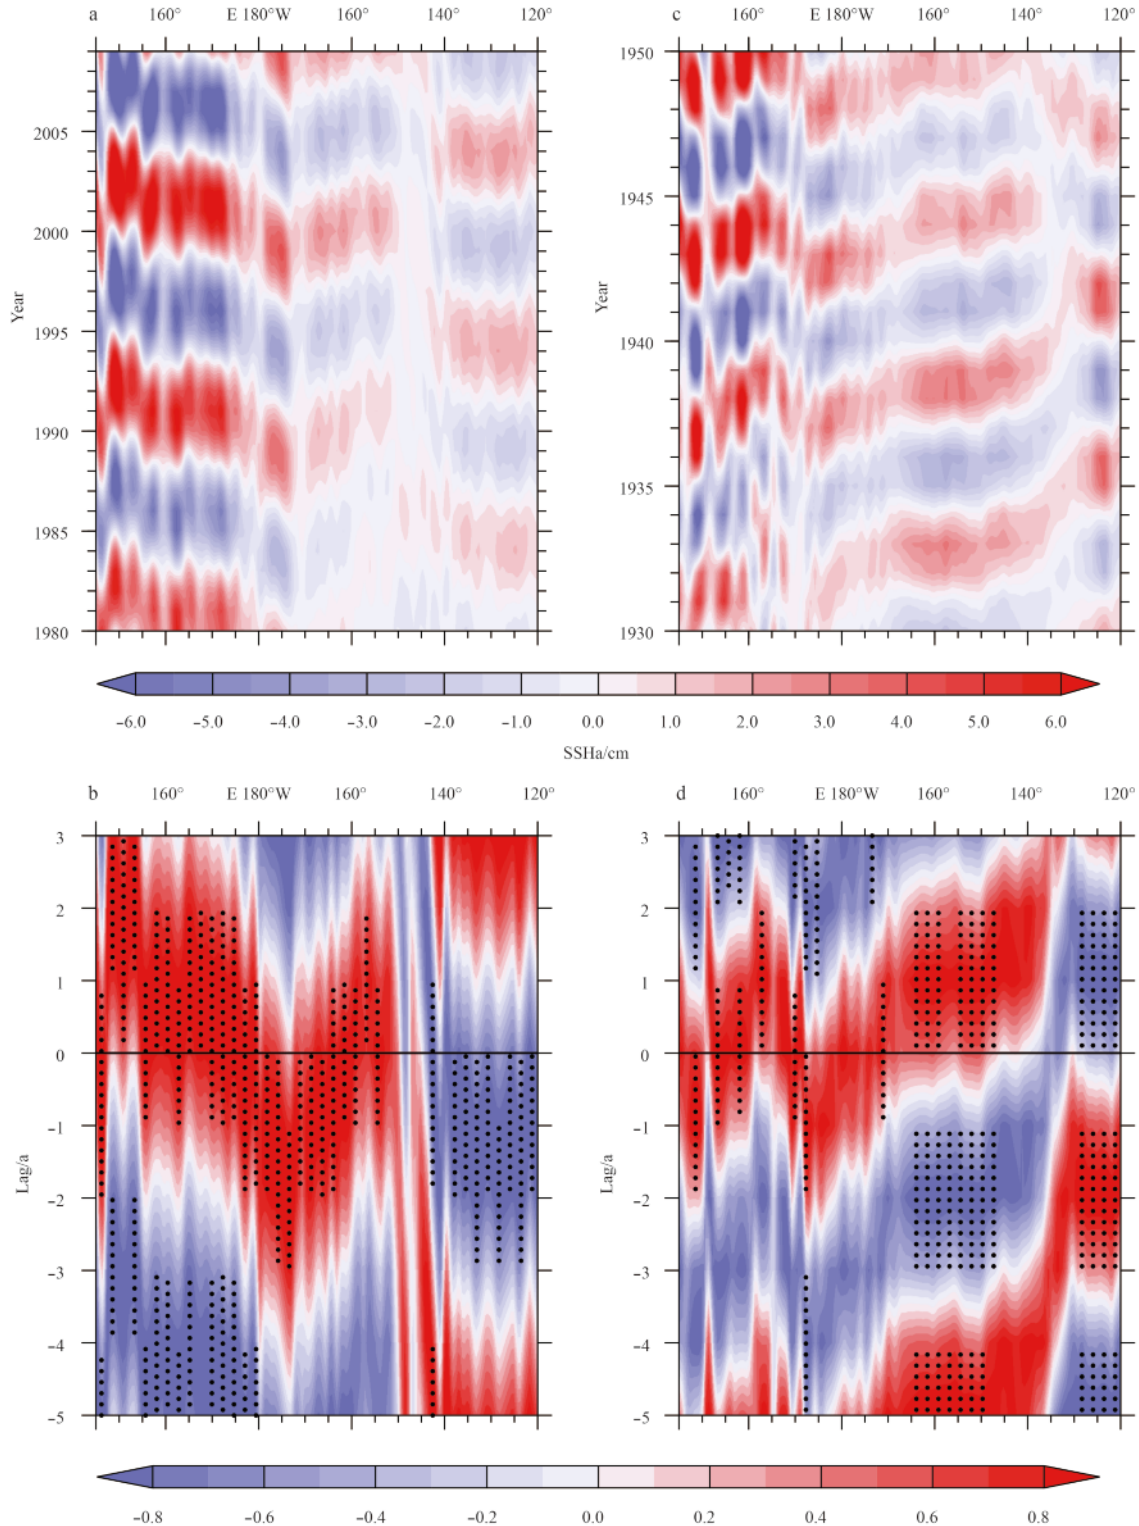 a 160° E 180°W 160° 140° 120°
2005
2000
1995
1990
1985
1980
Year
c 160° E 180°W 160° 140° 120°
1950
1945
1940
1935
1930
Year
−6.0 −5.0 −4.0 −3.0 −2.0 −1.0 0.0 1.0 2.0 3.0 4.0 5.0 6.0
SSHa/cm
b 160° E 180°W 160° 140° 120°
3
2
1
0
−1
−2
−3
−4
−5
Lag/a
d 160° E 180°W 160° 140° 120°
3
2
1
0
−1
−2
−3
−4
−5
Lag/a
−0.8 −0.6 −0.4 −0.2 0.0 0.2 0.4 0.6 0.8